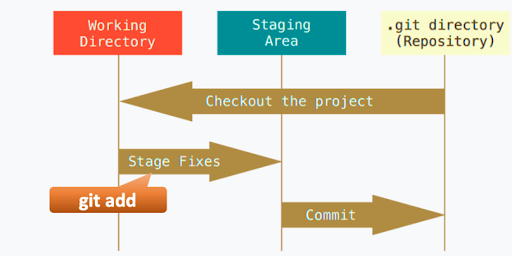 Working
Directory
Staging
Area
.git directory
(Repository)
Checkout the project
Stage Fixes
git add
Commit